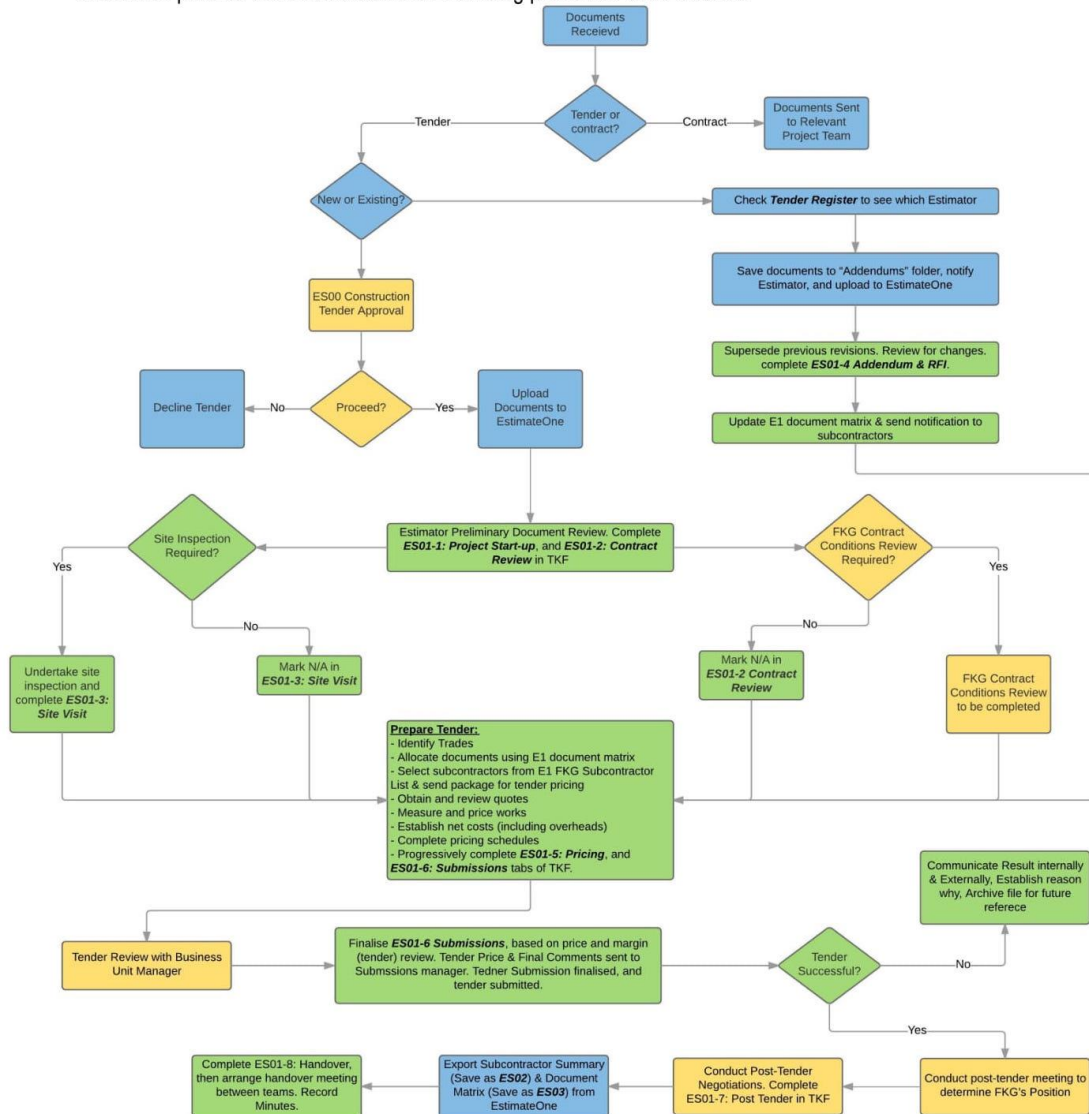 Documents
Receievd
Tender or
contract?
Tender
Contract
Documents Sent
to Relevant
Project Team
New or Existing?
Check Tender Register to see which Estimator
Save documents to “Addendums” folder, notify
Estimator, and upload to EstimateOne
ES00 Construction
Tender Approval
Supersede previous revisions. Review for changes.
complete ES01-4 Addendum & RFI.
Decline Tender
No
Proceed?
Yes
Upload
Documents to
EstimateOne
Update E1 document matrix & send notification to
subcontractors
Site Inspection
Required?
Estimator Preliminary Document Review. Complete
ES01-1: Project Start-up, and ES01-2: Contract
Review in TKF
FKG Contract
Conditions Review
Required?
Yes
Yes
No
No
Undertake site
inspection and
complete ES01-3:
Site Visit
Mark N/A in
ES01-3: Site Visit
Mark N/A in
ES01-2 Contract
Review
FKG Contract
Conditions Review
to be completed
Prepare Tender:
- Identify Trades
- Allocate documents using E1 document matrix
- Select subcontractors from E1 FKG Subcontractor
List & send package for tender pricing
- Obtain and review quotes
- Measure and price works
- Establish net costs (including overheads)
- Complete pricing schedules
- Progressively complete ES01-5: Pricing, and
ES01-6: Submissions tabs of TKF.
Communicate Result internally
& Externally, Establish reason
why, Archive file for future
referece
Tender Review with Business
Unit Manager
Finalise ES01-6 Submissions, based on price and margin
(tender) review. Tender Price & Final Comments sent to
Submssions manager. Tedner Submission finalised, and
tender submitted.
Tender
Successful?
No
Yes
Complete ES01-8: Handover,
then arrange handover meeting
between teams. Record
Minutes.
Export Subcontractor Summary
(Save as ES02) & Document
Matrix (Save as ES03) from
EstimateOne
Conduct Post-Tender
Negotiations. Complete
ES01-7: Post Tender in TKF
Conduct post-tender meeting to
determine FKG's Position